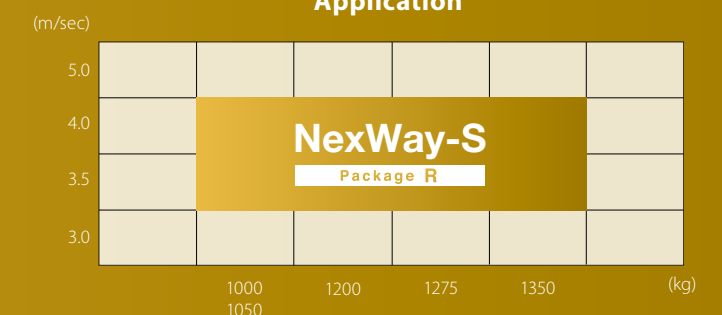 Application
(m/sec)
5.0
4.0
NexWay-S
Package R
3.5
3.0
1000 1200 1275 1350 (kg)
1050